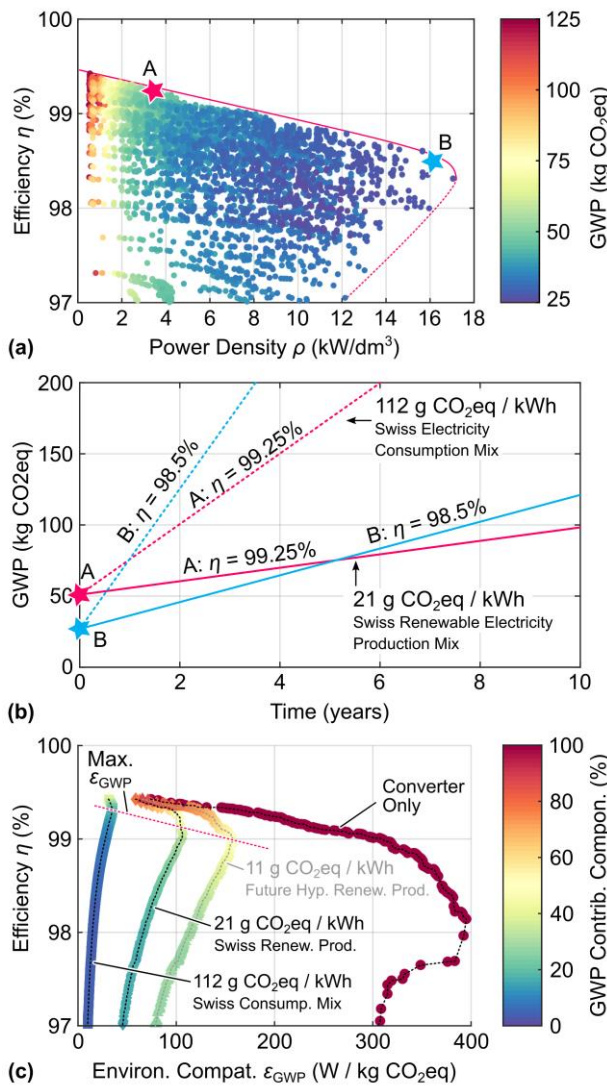 100
99
98
97
Efficiency η (%)
A
B
0 2 4 6 8 10 12 14 16 18
Power Density ρ (kW/dm³)
(a)
125
100
75
50
25
GWP (kg CO₂eq)
200
150
100
50
0
GWP (kg CO2eq)
B: η = 98.5%
A: η = 99.25%
112 g CO₂eq / kWh
Swiss Electricity
Consumption Mix
A
B
A: η = 99.25%
B: η = 98.5%
21 g CO₂eq / kWh
Swiss Renewable Electricity
Production Mix
0 2 4 6 8 10
Time (years)
(b)
100
99
98
97
Efficiency η (%)
Max.
εGWP
Converter
Only
11 g CO₂eq / kWh
Future Hyp. Renew. Prod.
21 g CO₂eq / kWh
Swiss Renew. Prod.
112 g CO₂eq / kWh
Swiss Consump. Mix
0 100 200 300 400
Environ. Compat. εGWP (W / kg CO₂eq)
(c)
100
80
60
40
20
0
GWP Contrib. Compon. (%)